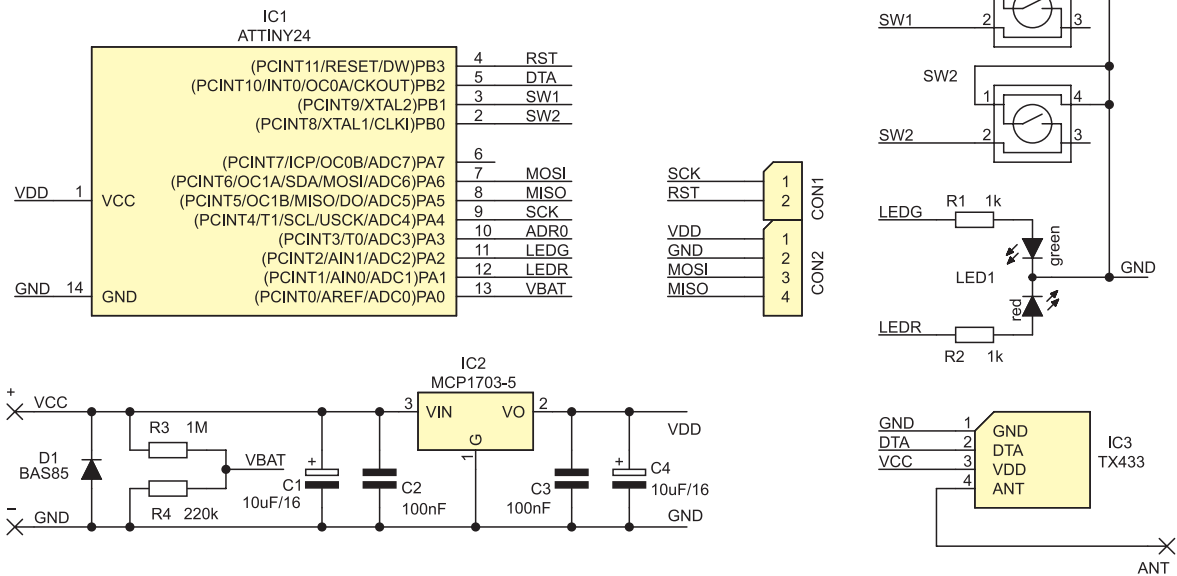 IC1
ATTINY24
(PCINT11/RESET/DW)PB3 4 RST
(PCINT10/INT0/OC0A/CKOUT)PB2 5 DTA
(PCINT9/XTAL2)PB1 3 SW1
(PCINT8/XTAL1/CLKI)PB0 2 SW2
(PCINT7/ICP/OC0B/ADC7)PA7 6
(PCINT6/OC1A/SDA/MOSI/ADC6)PA6 7 MOSI
VDD 1 VCC (PCINT5/OC1B/MISO/DO/ADC5)PA5 8 MISO
(PCINT4/T1/SCL/USCK/ADC4)PA4 9 SCK
(PCINT3/T0/ADC3)PA3 10 ADR0
(PCINT2/AIN1/ADC2)PA2 11 LEDG
(PCINT1/AIN0/ADC1)PA1 12 LEDR
GND 14 GND (PCINT0/AREF/ADC0)PA0 13 VBAT
SCK 1
RST 2
CON1
VDD 1
GND 2
MOSI 3
MISO 4
CON2
SW1 2 3
SW2
1 4
SW2 2 3
LEDG R1 1k
green
LED1 GND
red
LEDR
R2 1k
IC2
MCP1703-5
+ VCC 3 VIN VO 2 VDD
G
1
R3 1M
D1
BAS85
VBAT
R4 220k
+
C1
10uF/16
C2
100nF
C3
100nF
+
C4
10uF/16
– GND GND
GND 1 GND
DTA 2 DTA
VCC 3 VDD
4 ANT
IC3
TX433
ANT